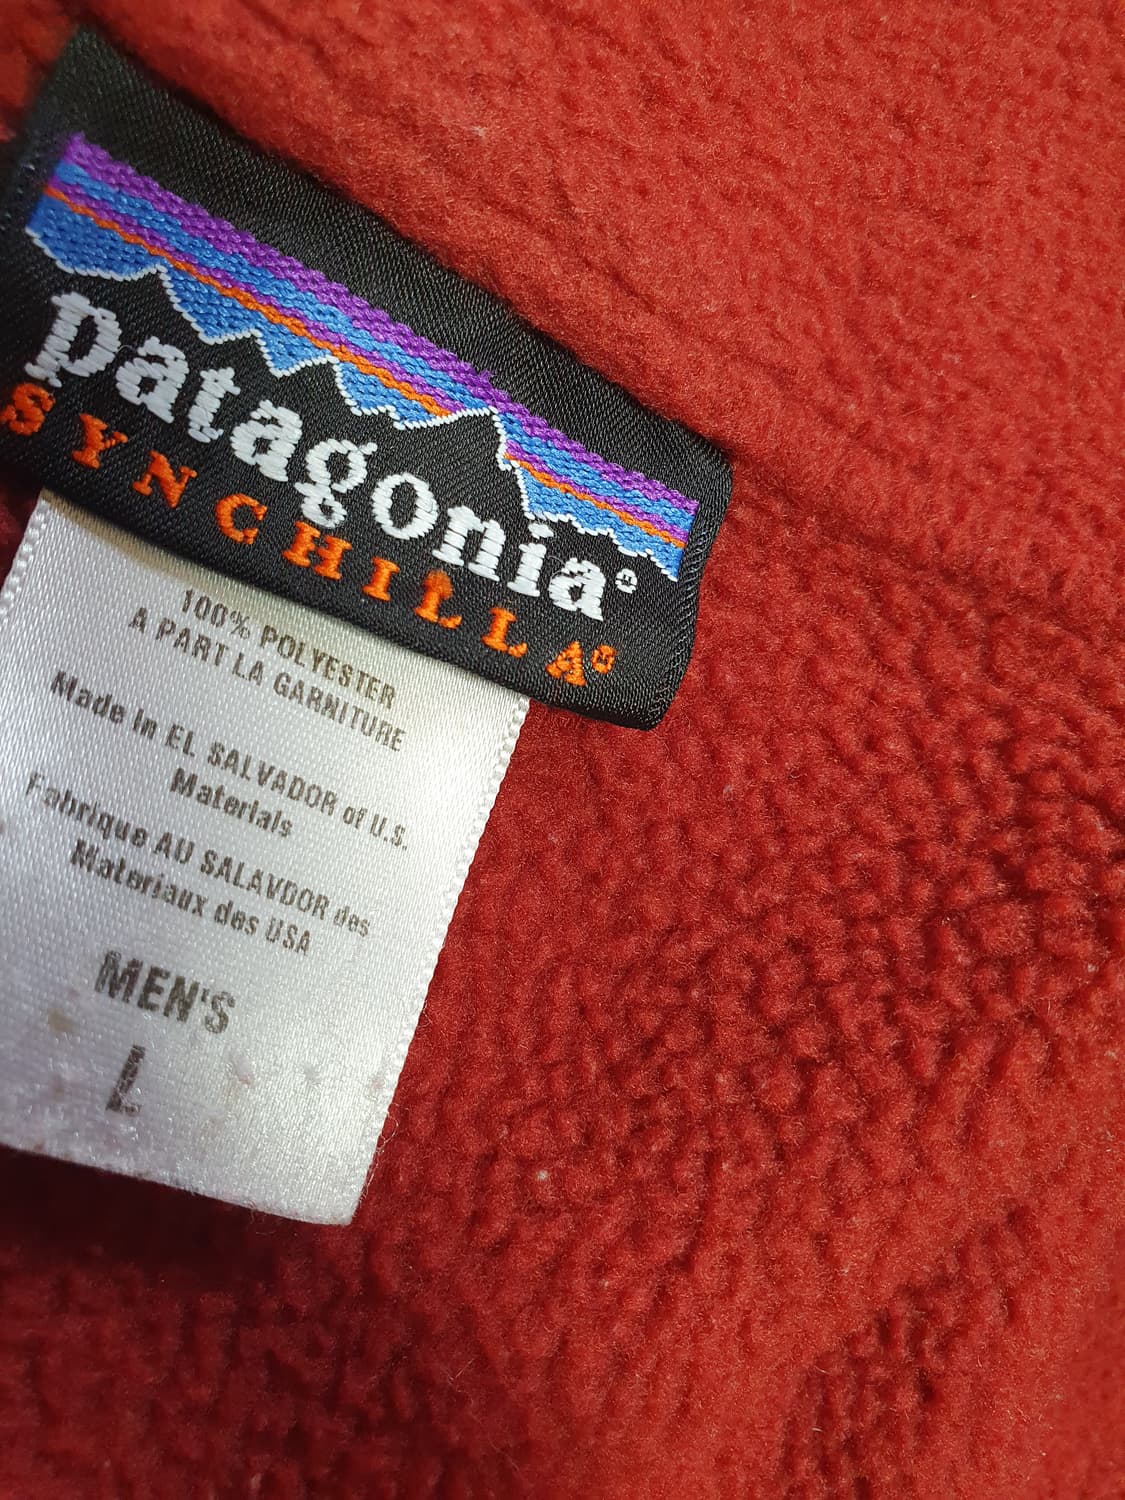 patagonia®
SYNCHILLA®
100% POLYESTER
A PART LA GARNITURE
Made in EL SALVADOR of U.S.
Materials
Fabrique AU SALAVDOR des
Materiaux des USA
MEN'S
L